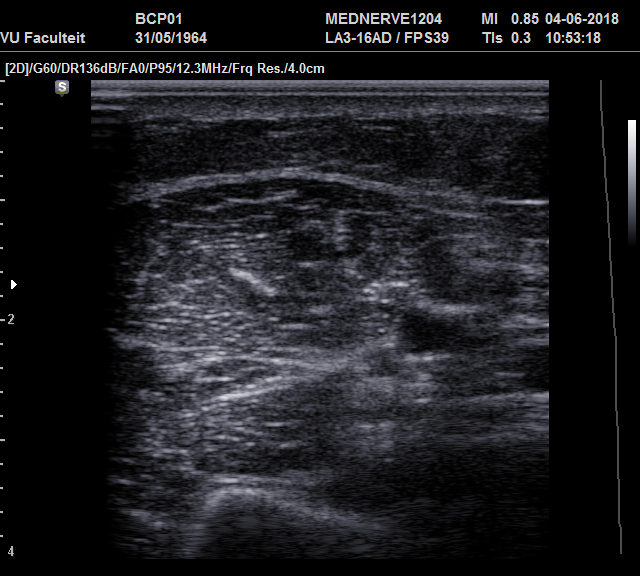 BCP01 MEDNERVE1204 MI 0.85 04-06-2018
VU Faculteit 31/05/1964 LA3-16AD / FPS39 TIs 0.3 10:53:18
[2D]/G60/DR136dB/FA0/P95/12.3MHz/Frq Res./4.0cm
S
2
4